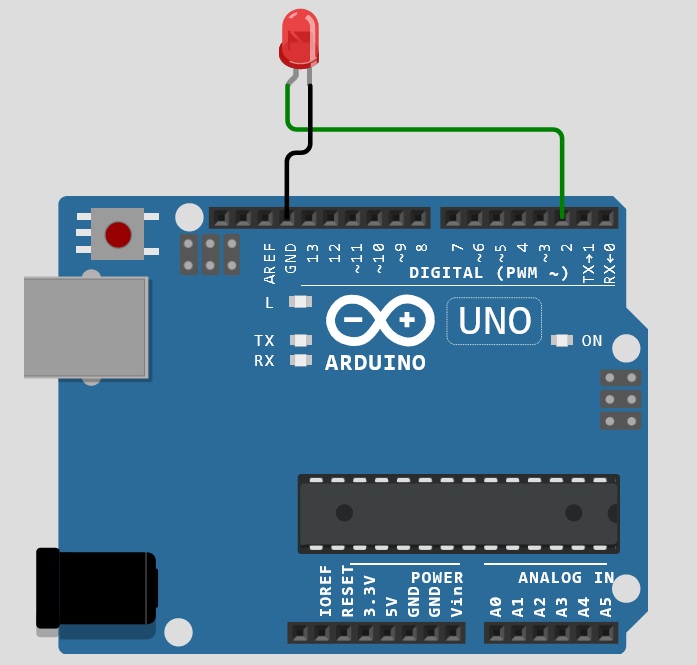 AREF
GND
13
12
~11
~10
~9
8
7
~6
~5
4
~3
2
TX→1
RX←0
DIGITAL (PWM ~)
L
TX
RX
UNO
ON
ARDUINO
POWER
ANALOG IN
IOREF
RESET
3.3V
5V
GND
GND
Vin
A0
A1
A2
A3
A4
A5